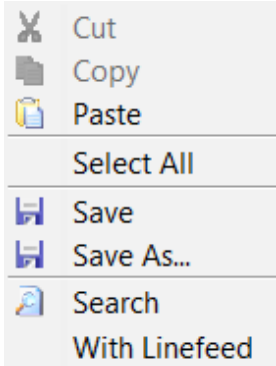 Cut
Copy
Paste
Select All
Save
Save As...
Search
With Linefeed